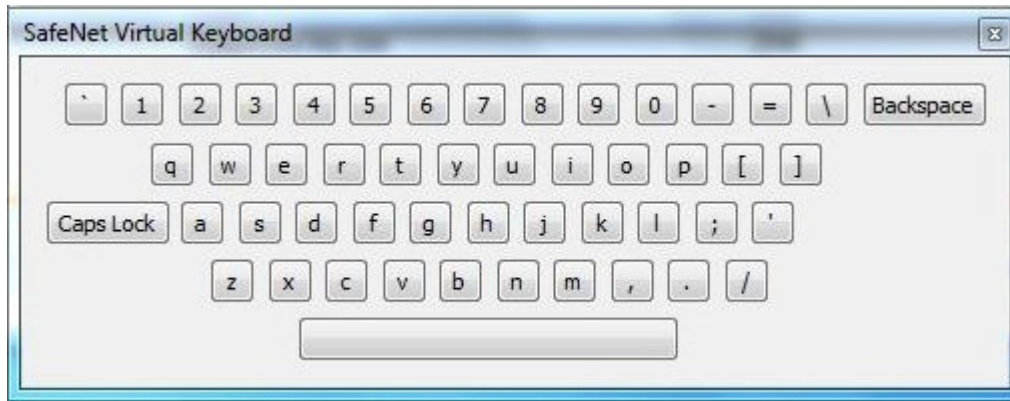 SafeNet Virtual Keyboard
` 1 2 3 4 5 6 7 8 9 0 - = \ Backspace
q w e r t y u i o p [ ]
Caps Lock a s d f g h j k l ; '
z x c v b n m , . /